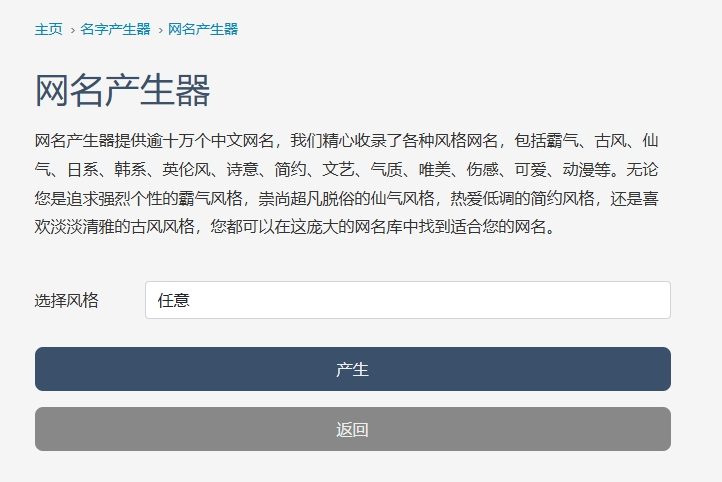 主页 › 名字产生器 › 网名产生器
网名产生器
网名产生器提供逾十万个中文网名，我们精心收录了各种风格网名，包括霸气、古风、仙
气、日系、韩系、英伦风、诗意、简约、文艺、气质、唯美、伤感、可爱、动漫等。无论
您是追求强烈个性的霸气风格，崇尚超凡脱俗的仙气风格，热爱低调的简约风格，还是喜
欢淡淡清雅的古风风格，您都可以在这庞大的网名库中找到适合您的网名。
选择风格 任意
产生
返回